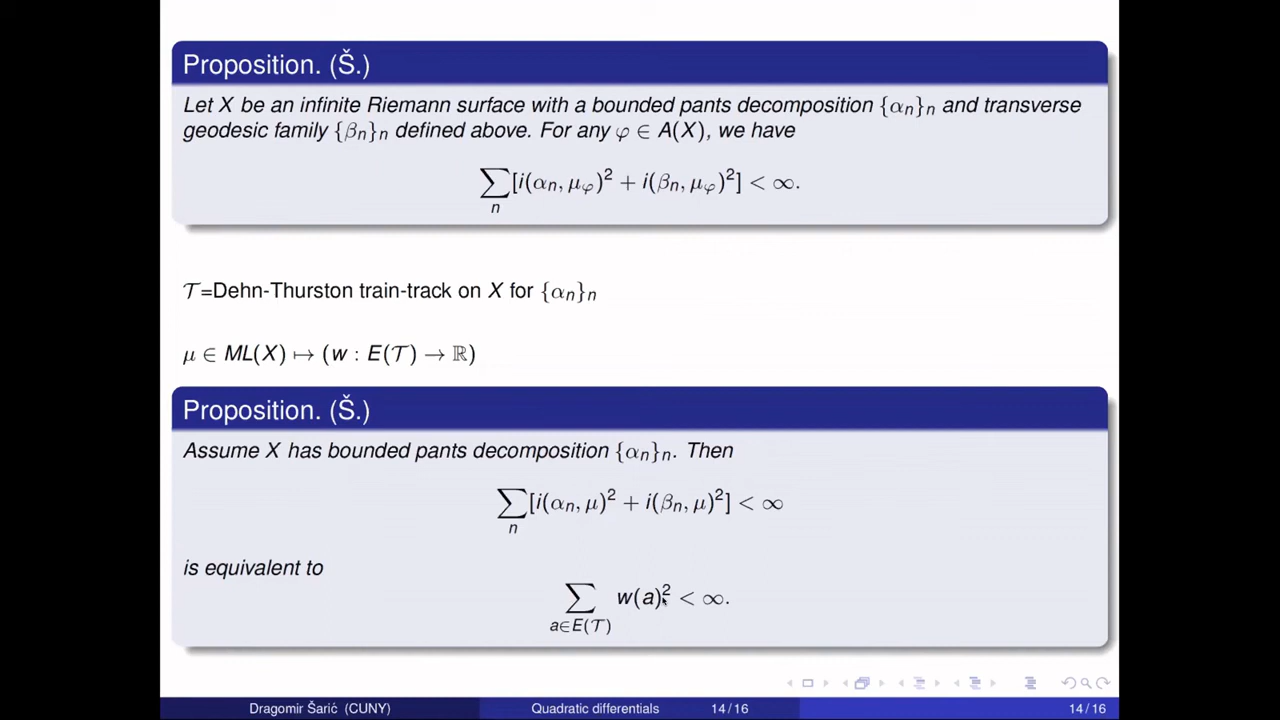 Proposition. (Š.)
Let X be an infinite Riemann surface with a bounded pants decomposition {αₙ}ₙ and transverse
geodesic family {βₙ}ₙ defined above. For any φ ∈ A(X), we have
∑ₙ [i(αₙ, μ_φ)² + i(βₙ, μ_φ)²] < ∞.
𝒯=Dehn-Thurston train-track on X for {αₙ}ₙ
μ ∈ ML(X) ↦ (w : E(𝒯) → ℝ)
Proposition. (Š.)
Assume X has bounded pants decomposition {αₙ}ₙ. Then
∑ₙ [i(αₙ, μ)² + i(βₙ, μ)²] < ∞
is equivalent to
∑_{a∈E(𝒯)} w(a)² < ∞.
Dragomir Šarić (CUNY) Quadratic differentials 14 / 16 14 / 16